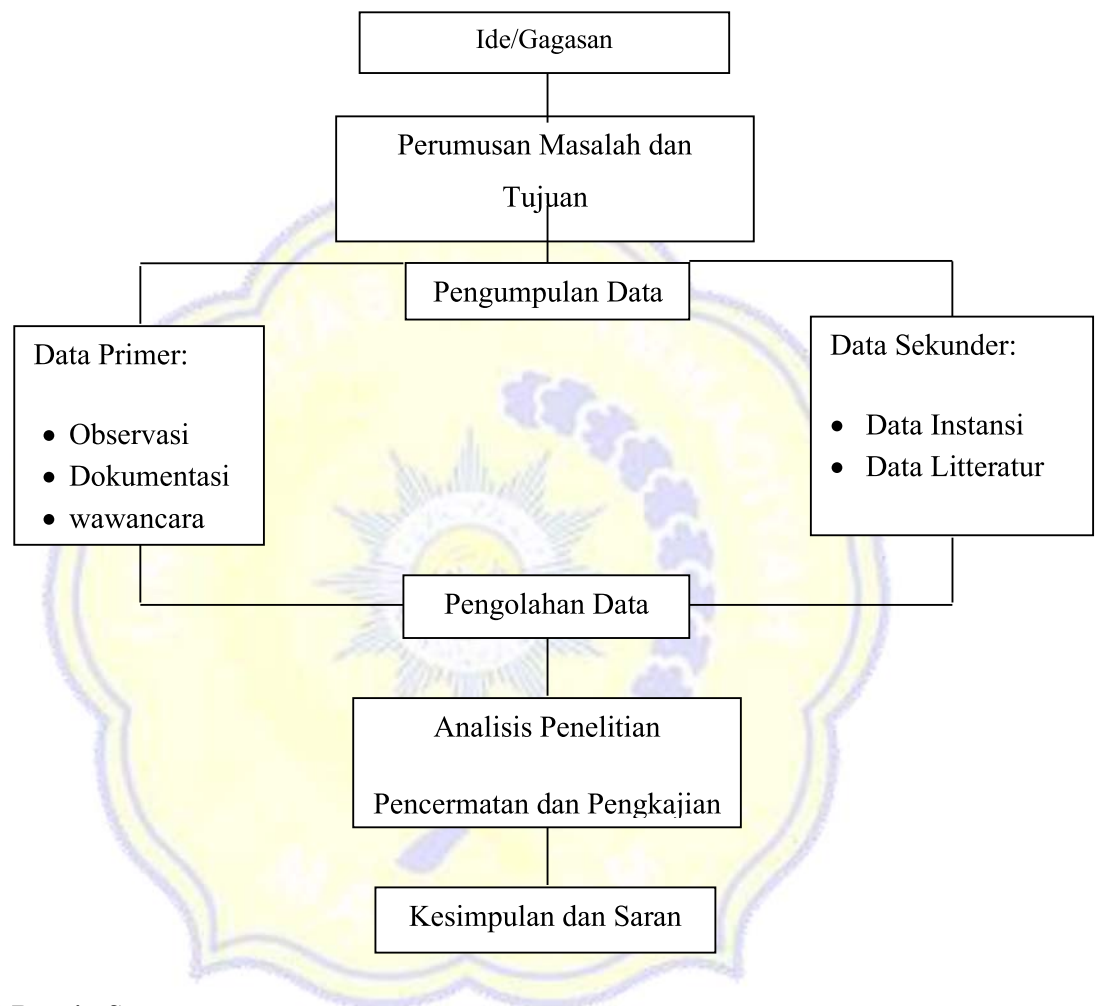 Ide/Gagasan
Perumusan Masalah dan
Tujuan
Pengumpulan Data
Data Primer:
• Observasi
• Dokumentasi
• wawancara
Data Sekunder:
• Data Instansi
• Data Litteratur
Pengolahan Data
Analisis Penelitian
Pencermatan dan Pengkajian
Kesimpulan dan Saran